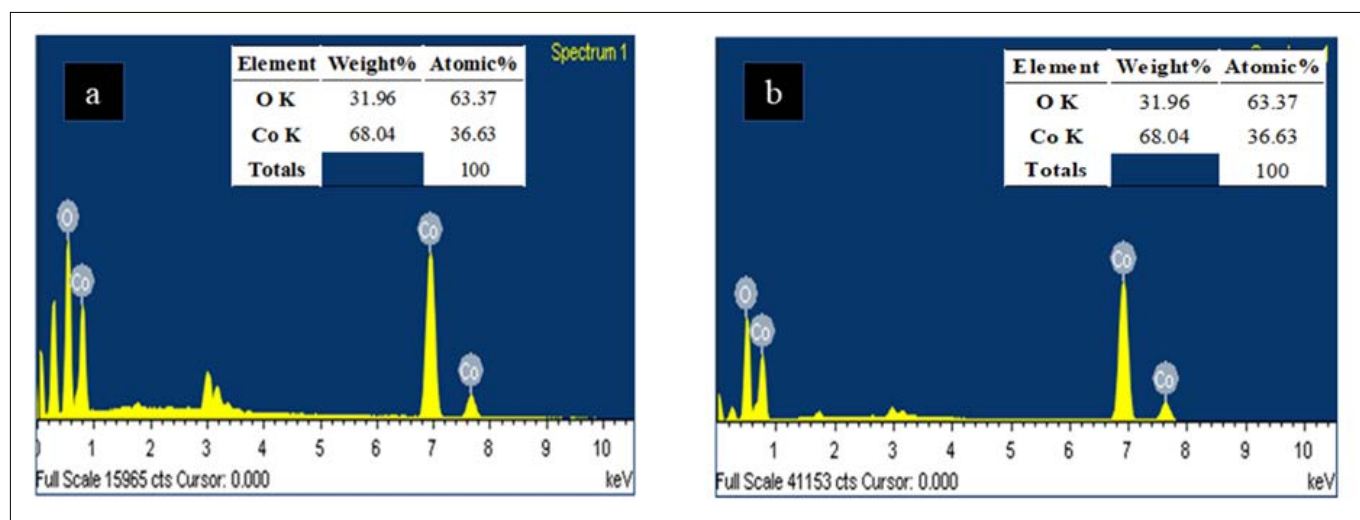 a
Spectrum 1
Element Weight% Atomic%
O K 31.96 63.37
Co K 68.04 36.63
Totals 100
O
Co
Co
Co
0 1 2 3 4 5 6 7 8 9 10
Full Scale 15965 cts Cursor: 0.000 keV
b
Element Weight% Atomic%
O K 31.96 63.37
Co K 68.04 36.63
Totals 100
O
Co
Co
Co
1 2 3 4 5 6 7 8 9 10
Full Scale 41153 cts Cursor: 0.000 keV